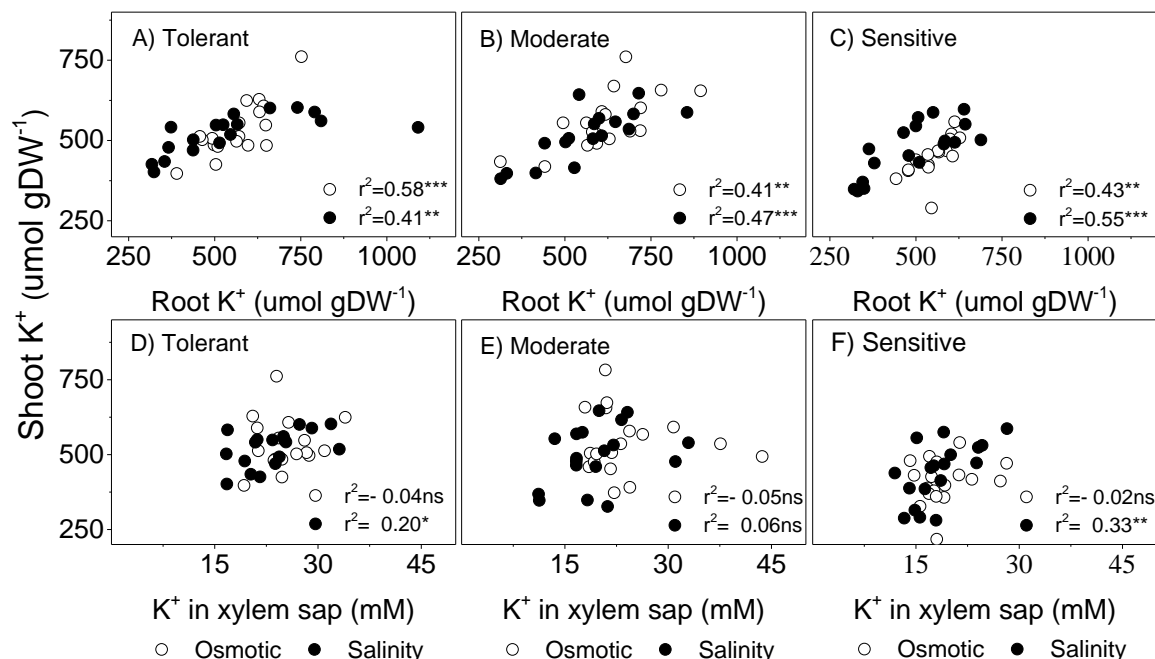 Shoot K+ (umol gDW-1)
A) Tolerant
B) Moderate
C) Sensitive
750
500
250
r2=0.58***
r2=0.41**
r2=0.41**
r2=0.47***
r2=0.43**
r2=0.55***
250 500 750 1000
250 500 750 1000
250 500 750 1000
Root K+ (umol gDW-1)
Root K+ (umol gDW-1)
Root K+ (umol gDW-1)
D) Tolerant
E) Moderate
F) Sensitive
750
500
250
r2=- 0.04ns
r2= 0.20*
r2=- 0.05ns
r2= 0.06ns
r2=- 0.02ns
r2= 0.33**
15 30 45
15 30 45
15 30 45
K+ in xylem sap (mM)
K+ in xylem sap (mM)
K+ in xylem sap (mM)
Osmotic Salinity
Osmotic Salinity
Osmotic Salinity